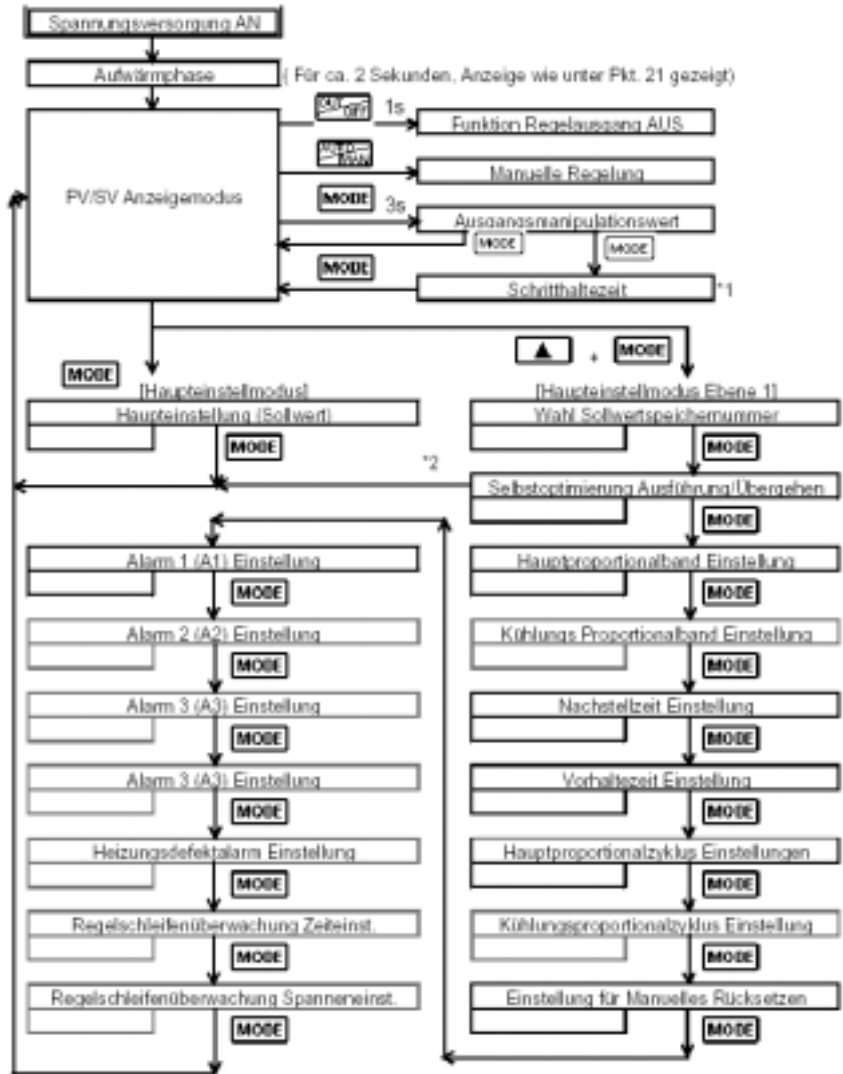 Spannungsversorgung AN
Aufwärmphase
( Für ca. 2 Sekunden, Anzeige wie unter Pkt. 21 gezeigt)
OUT OFF
1s
Funktion Regelausgang AUS
AUTO MAN
Manuelle Regelung
PV/SV Anzeigemodus
MODE
3s
Ausgangsmanipulationswert
MODE
MODE
MODE
Schritthaltezeit
*1
MODE
▲ + MODE
[Haupteinstellmodus]
Haupteinstellung (Sollwert)
MODE
[Haupteinstellmodus Ebene 1]
Wahl Sollwertspeichernummer
MODE
*2
Selbstoptimierung Ausführung/Übergehen
MODE
Alarm 1 (A1) Einstellung
MODE
Alarm 2 (A2) Einstellung
MODE
Alarm 3 (A3) Einstellung
MODE
Alarm 3 (A3) Einstellung
MODE
Heizungsdefektalarm Einstellung
MODE
Regelschleifenüberwachung Zeiteinst.
MODE
Regelschleifenüberwachung Spanneneinst.
MODE
Hauptproportionalband Einstellung
MODE
Kühlungs Proportionalband Einstellung
MODE
Nachstellzeit Einstellung
MODE
Vorhaltezeit Einstellung
MODE
Hauptproportionalzyklus Einstellungen
MODE
Kühlungsproportionalzyklus Einstellung
MODE
Einstellung für Manuelles Rücksetzen
MODE